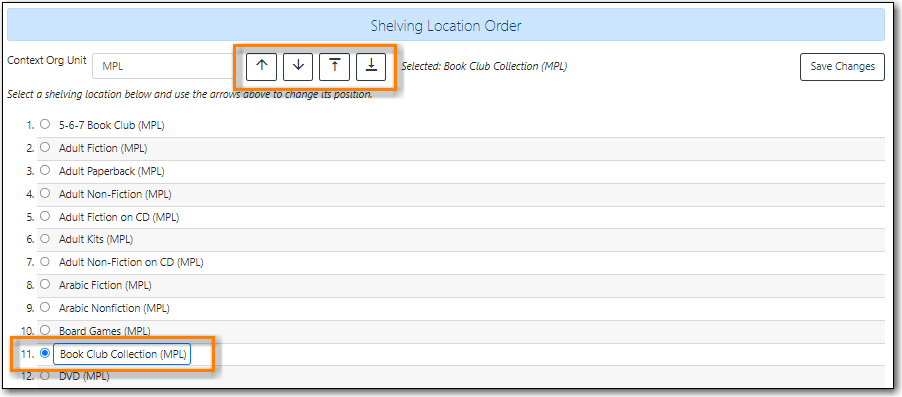 Shelving Location Order
Context Org Unit MPL Selected: Book Club Collection (MPL) Save Changes
Select a shelving location below and use the arrows above to change its position.
1. 5-6-7 Book Club (MPL)
2. Adult Fiction (MPL)
3. Adult Paperback (MPL)
4. Adult Non-Fiction (MPL)
5. Adult Fiction on CD (MPL)
6. Adult Kits (MPL)
7. Adult Non-Fiction on CD (MPL)
8. Arabic Fiction (MPL)
9. Arabic Nonfiction (MPL)
10. Board Games (MPL)
11. Book Club Collection (MPL)
12. DVD (MPL)